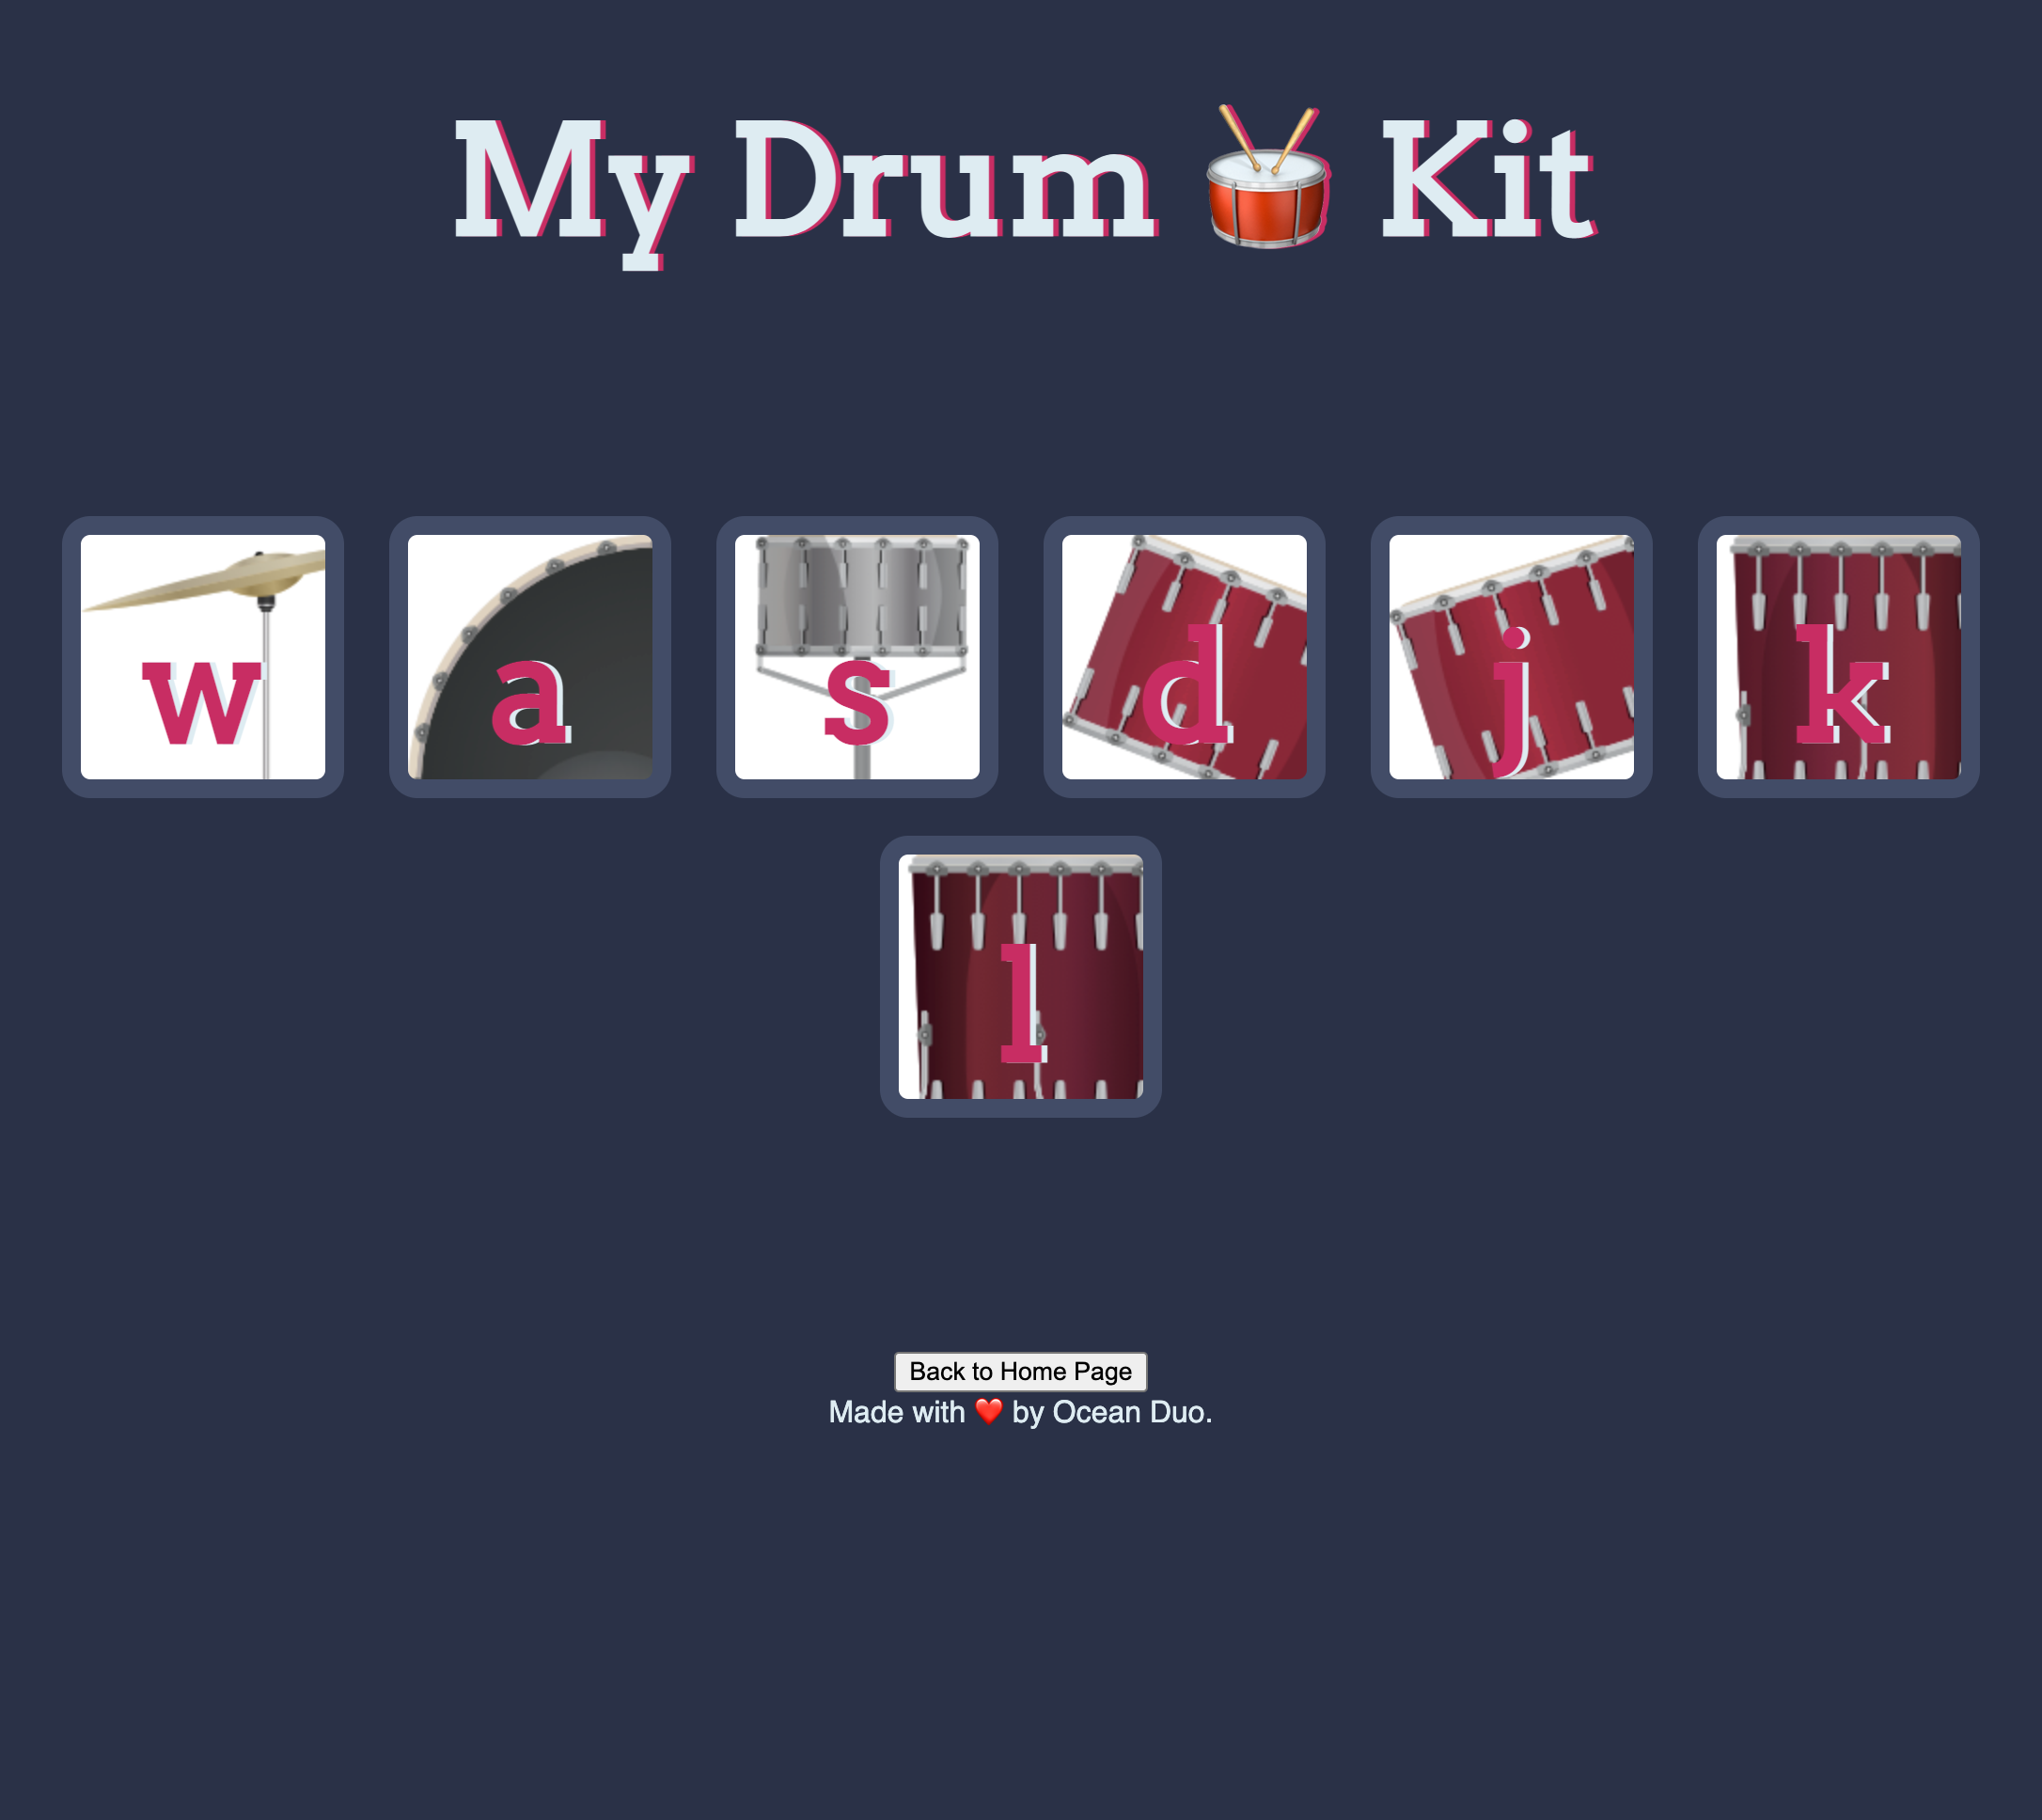 My Drum 🥁 Kit
w a s d j k
l
Back to Home Page
Made with ❤️ by Ocean Duo.